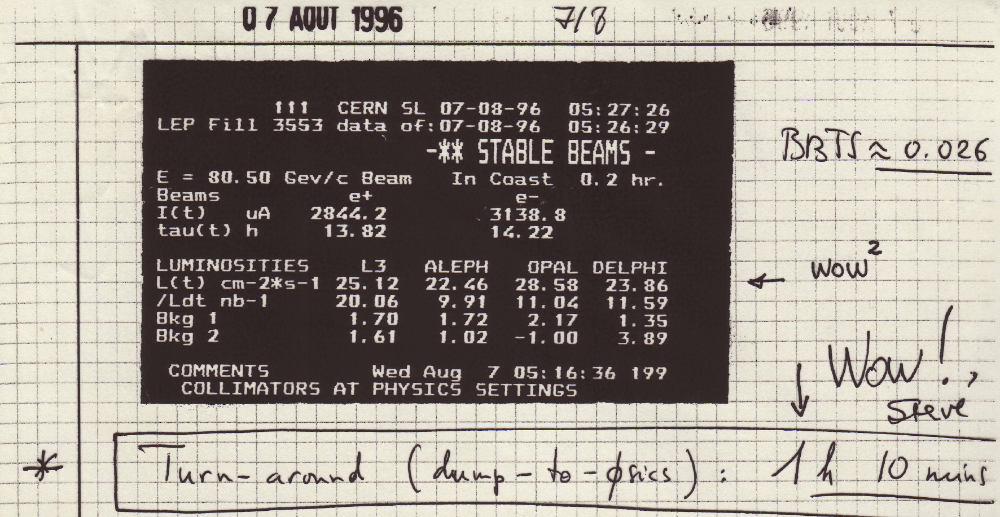 07 AOUT 1996 7/8
111 CERN SL 07-08-96 05:27:26
LEP Fill 3553 data of:07-08-96 05:26:29
-** STABLE BEAMS -
E = 80.50 Gev/c Beam In Coast 0.2 hr.
Beams e+ e-
I(t) uA 2844.2 3138.8
tau(t) h 13.82 14.22
LUMINOSITIES L3 ALEPH OPAL DELPHI
L(t) cm-2*s-1 25.12 22.46 28.58 23.86
/Ldt nb-1 20.06 9.91 11.04 11.59
Bkg 1 1.70 1.72 2.17 1.35
Bkg 2 1.61 1.02 -1.00 3.89
COMMENTS Wed Aug 7 05:16:36 199
COLLIMATORS AT PHYSICS SETTINGS
BBTS ≈ 0.026
← wow²
↓ Wow!,
Steve
* Turn-around (dump-to-ϕsics): 1 h 10 mins